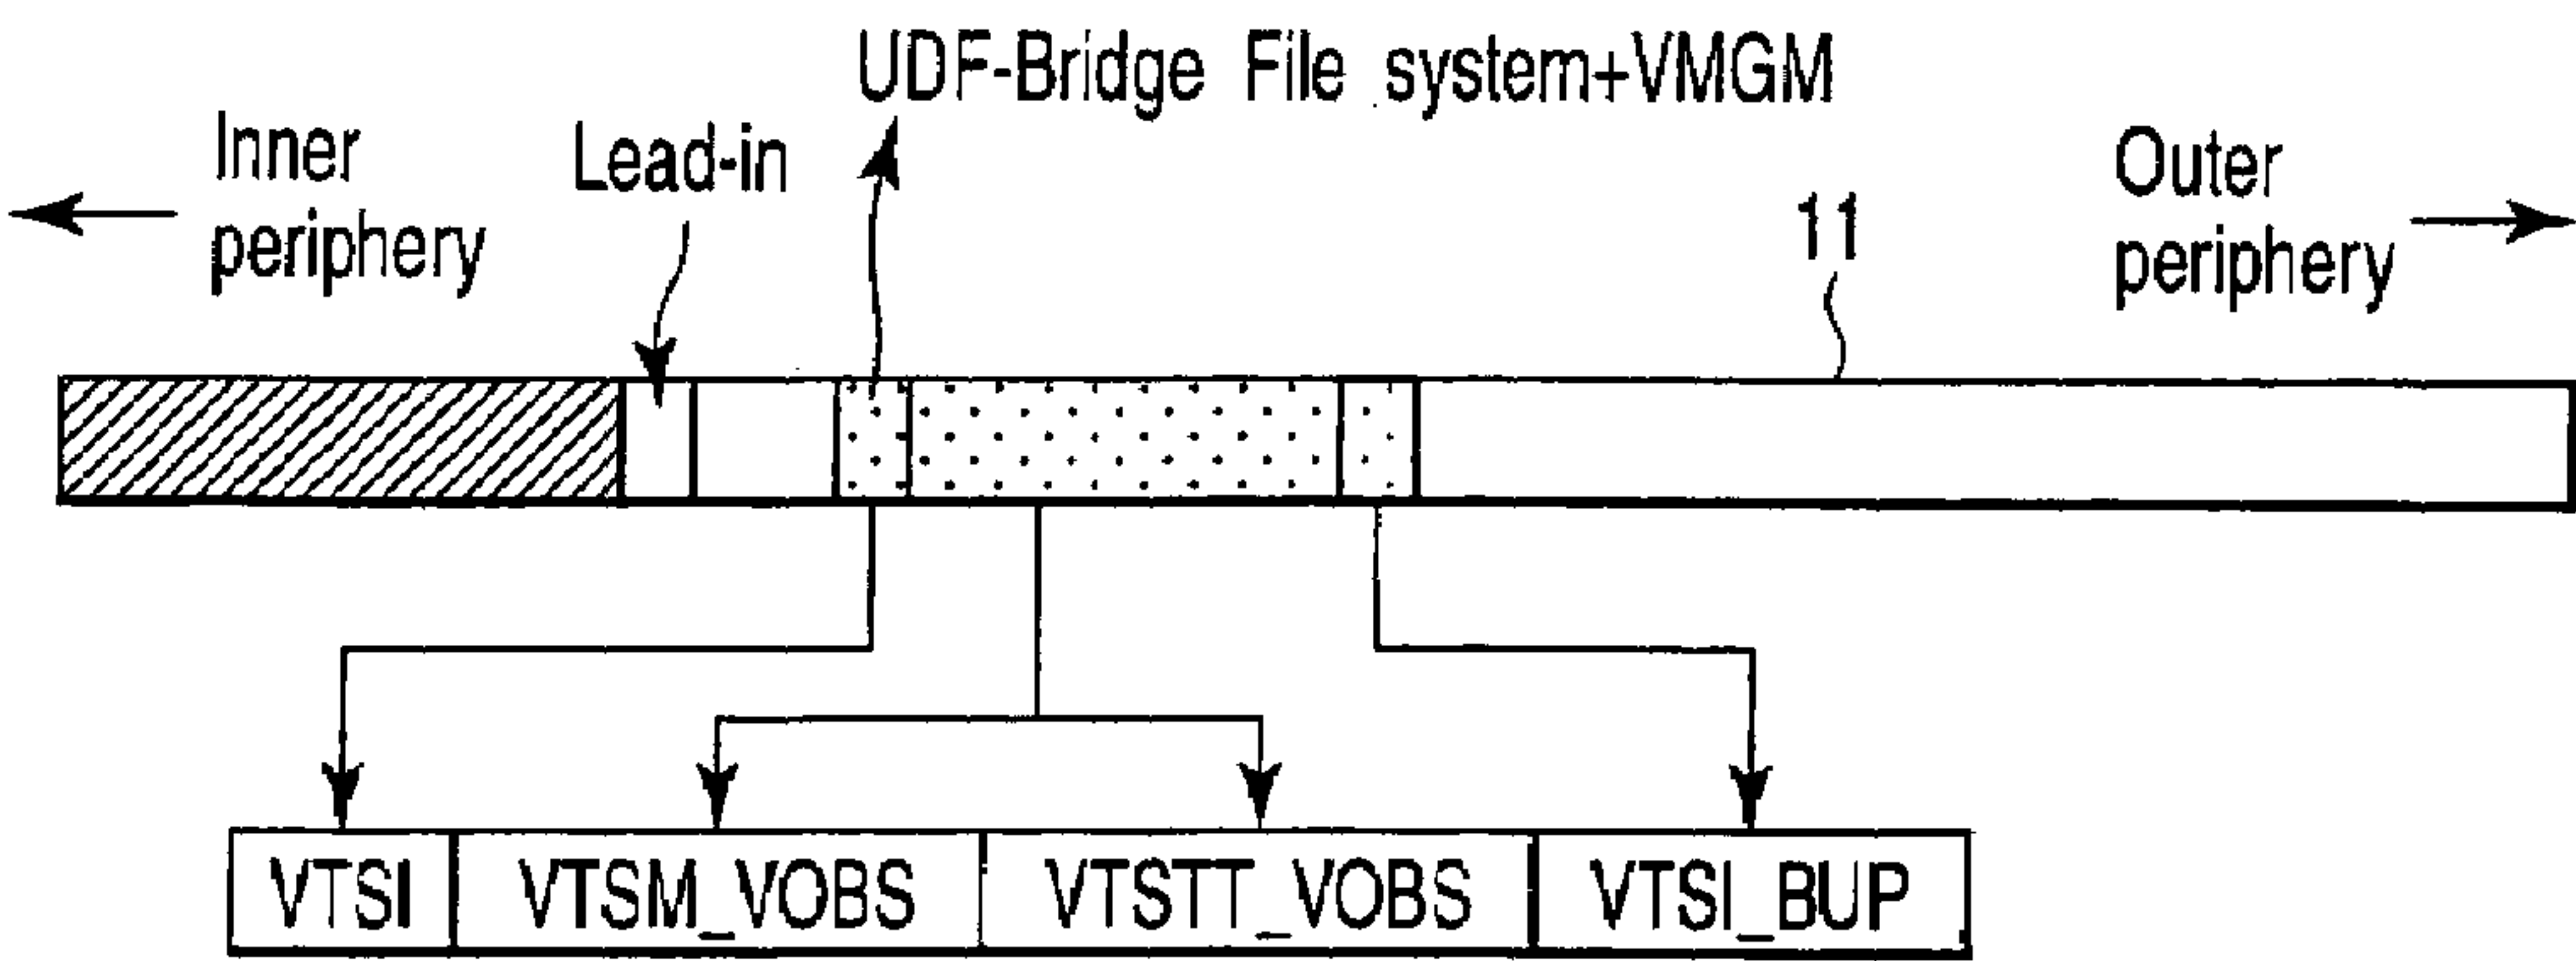 UDF-Bridge File system+VMGM
Inner
periphery
Lead-in
11
Outer
periphery
VTSI
VTSM_VOBS
VTSTT_VOBS
VTSI_BUP